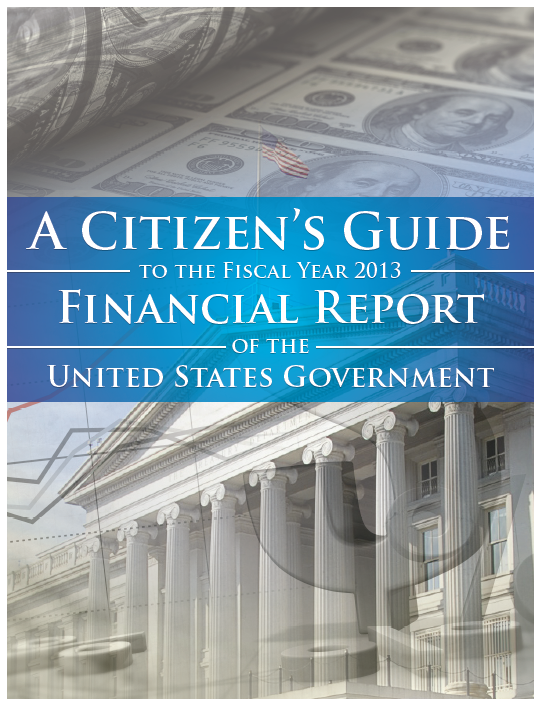 A CITIZEN'S GUIDE
TO THE FISCAL YEAR 2013
FINANCIAL REPORT
OF THE
UNITED STATES GOVERNMENT